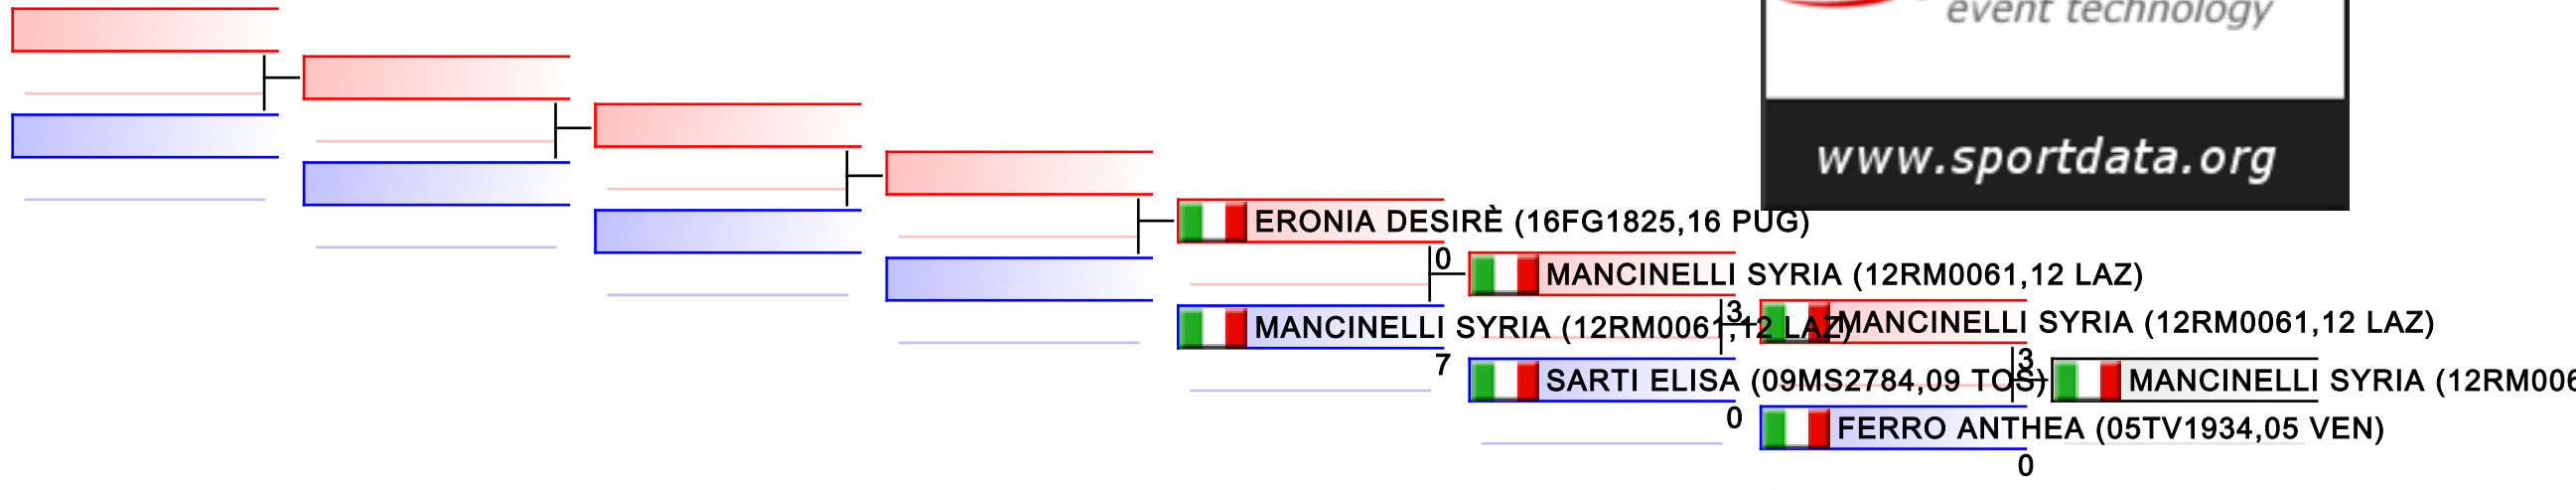 event technology
www.sportdata.org
ERONIA DESIRÈ (16FG1825,16 PUG)
0
MANCINELLI SYRIA (12RM0061,12 LAZ)
MANCINELLI SYRIA (12RM0061,12 LAZ)
7
3
MANCINELLI SYRIA (12RM0061,12 LAZ)
SARTI ELISA (09MS2784,09 TOS)
0
3
MANCINELLI SYRIA (12RM006
FERRO ANTHEA (05TV1934,05 VEN)
0